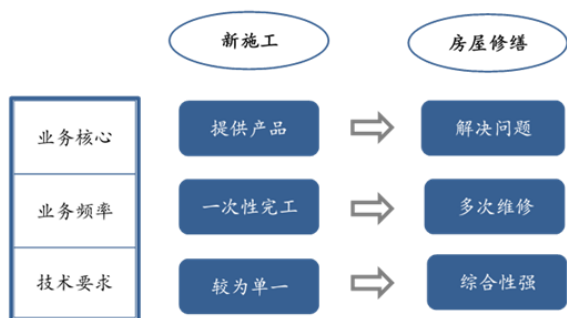 新施工 房屋修缮
业务核心 提供产品 解决问题
业务频率 一次性完工 多次维修
技术要求 较为单一 综合性强